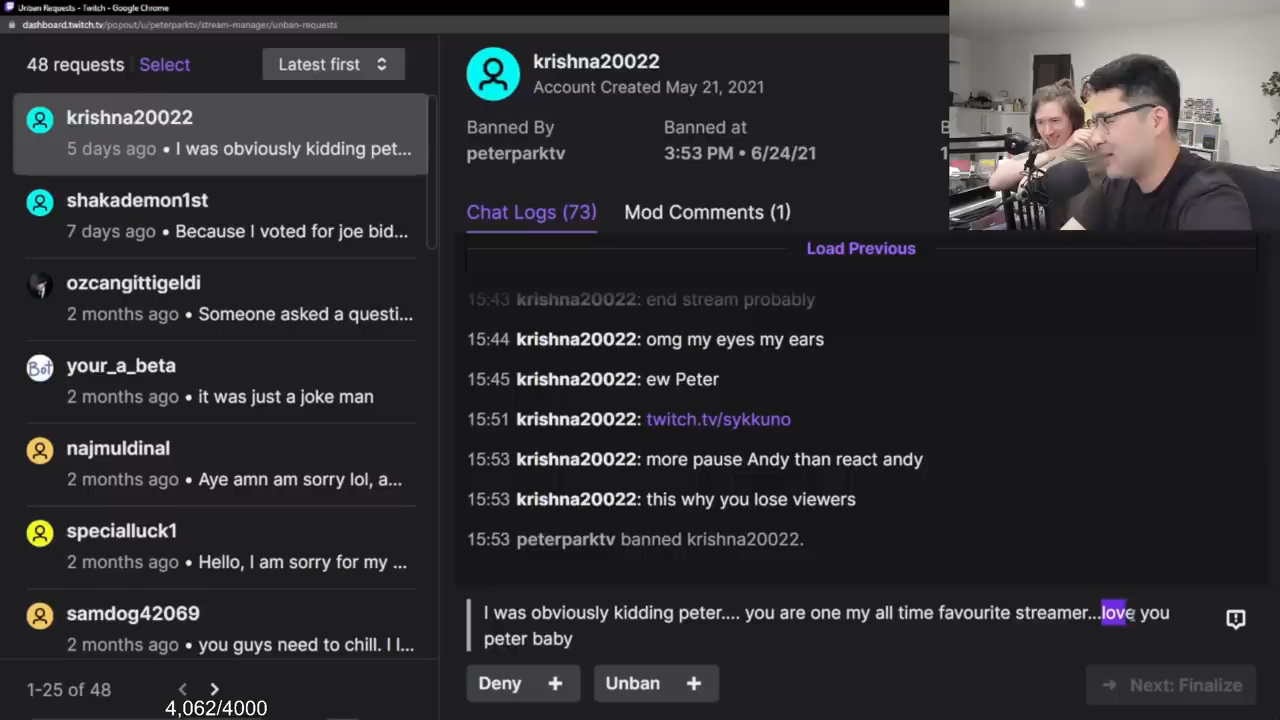 Unban Requests - Twitch - Google Chrome
dashboard.twitch.tv/popout/u/peterparktv/stream-manager/unban-requests
48 requests Select Latest first
krishna20022
5 days ago • I was obviously kidding pet...
shakademon1st
7 days ago • Because I voted for joe bid...
ozcangittigeldi
2 months ago • Someone asked a questi...
Bot
your_a_beta
2 months ago • it was just a joke man
najmuldinal
2 months ago • Aye amn am sorry lol, a...
specialluck1
2 months ago • Hello, I am sorry for my ...
samdog42069
2 months ago • you guys need to chill. I l...
1-25 of 48
4,062/4000
krishna20022
Account Created May 21, 2021
Banned By Banned at
peterparktv 3:53 PM • 6/24/21
Chat Logs (73) Mod Comments (1)
Load Previous
15:43 krishna20022: end stream probably
15:44 krishna20022: omg my eyes my ears
15:45 krishna20022: ew Peter
15:51 krishna20022: twitch.tv/sykkuno
15:53 krishna20022: more pause Andy than react andy
15:53 krishna20022: this why you lose viewers
15:53 peterparktv banned krishna20022.
I was obviously kidding peter.... you are one my all time favourite streamer...love you
peter baby
Deny + Unban + → Next: Finalize